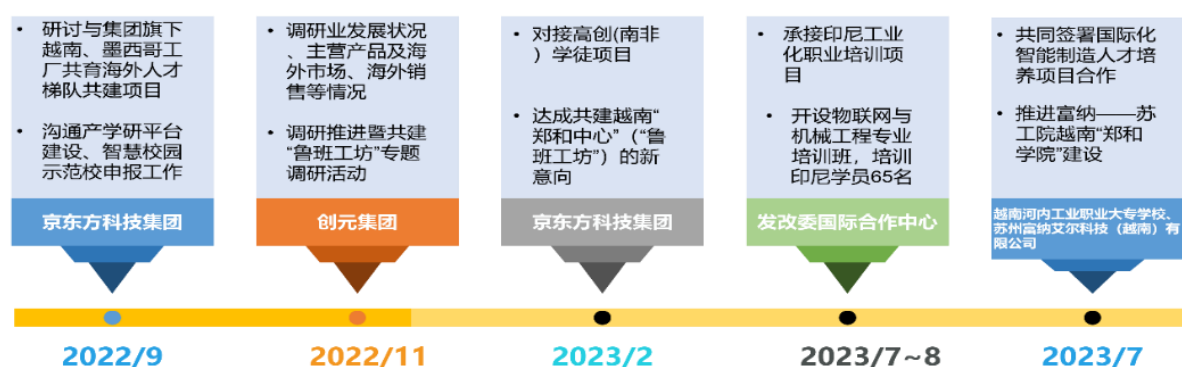 • 研讨与集团旗下
越南、墨西哥工
厂共育海外人才
梯队共建项目
• 沟通产学研平台
建设、智慧校园
示范校申报工作
京东方科技集团
2022/9
• 调研业发展状况
、主营产品及海
外市场、海外销
售等情况
• 调研推进暨共建
“鲁班工坊”专题
调研活动
创元集团
2022/11
• 对接高创(南非
）学徒项目
• 达成共建越南“
郑和中心”（“鲁
班工坊”）的新
意向
京东方科技集团
2023/2
• 承接印尼工业
化职业培训项
目
• 开设物联网与
机械工程专业
培训班，培训
印尼学员65名
发改委国际合作中心
2023/7~8
• 共同签署国际化
智能制造人才培
养项目合作
• 推进富纳——苏
工院越南“郑和
学院”建设
越南河内工业职业大专学校、
苏州富纳艾尔科技（越南）有
限公司
2023/7